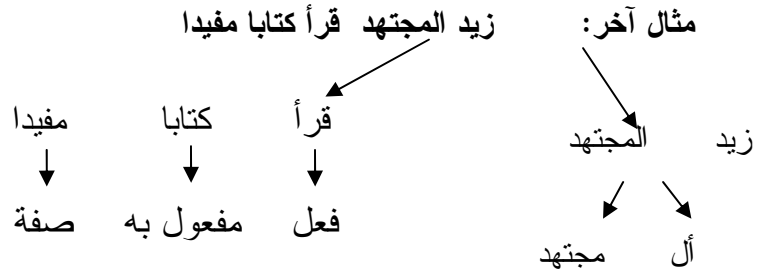 مثال آخر: زيد المجتهد قرأ كتابا مفيدا
زيد المجتهد قرأ كتابا مفيدا
أل مجتهد فعل مفعول به صفة